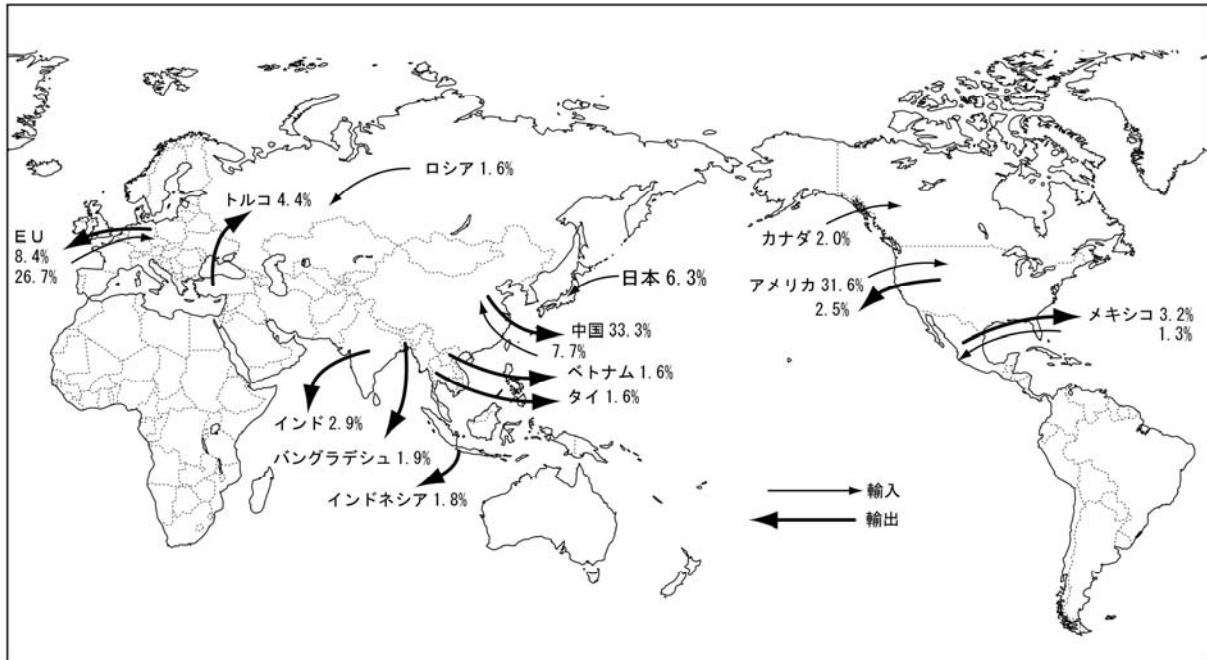 ロシア 1.6%
トルコ 4.4%
EU
8.4%
26.7%
日本 6.3%
中国 33.3%
7.7%
ベトナム 1.6%
タイ 1.6%
インド 2.9%
バングラデシュ 1.9%
インドネシア 1.8%
カナダ 2.0%
アメリカ 31.6%
2.5%
メキシコ 3.2%
1.3%
輸入
輸出